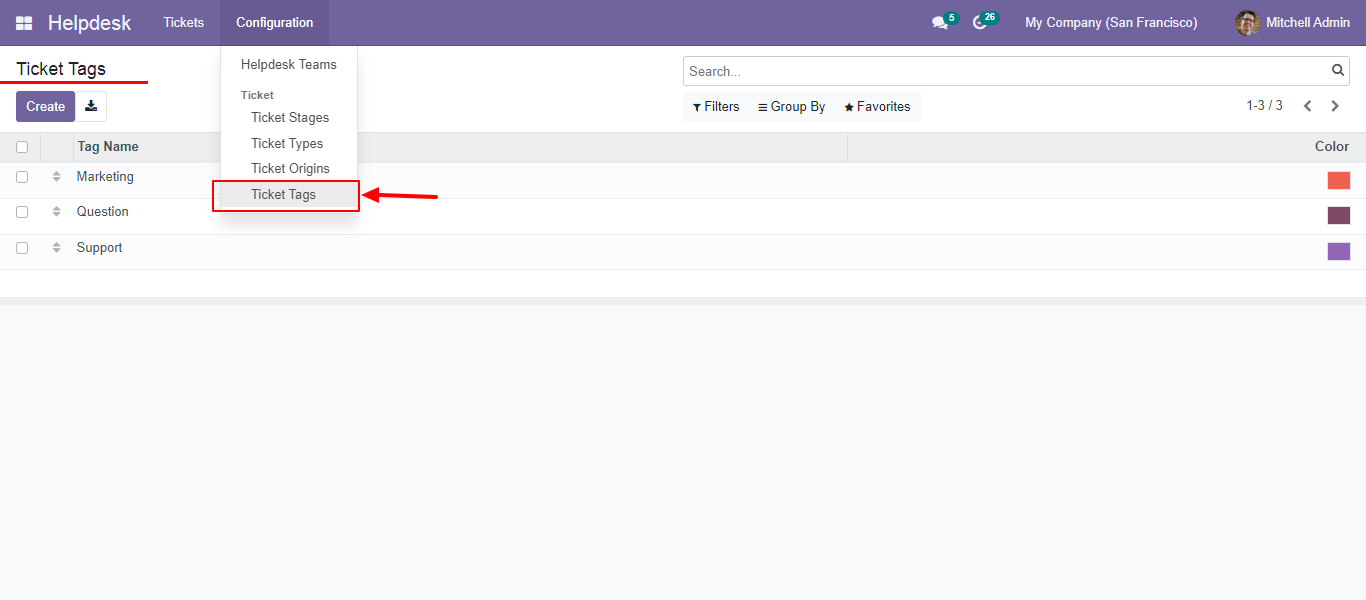 Helpdesk Tickets Configuration 5 26 My Company (San Francisco) Mitchell Admin
Ticket Tags
Helpdesk Teams
Search...
Create
Ticket
Filters Group By Favorites 1-3 / 3
Ticket Stages
Ticket Types
Ticket Origins
Ticket Tags
Tag Name Color
Marketing
Question
Support